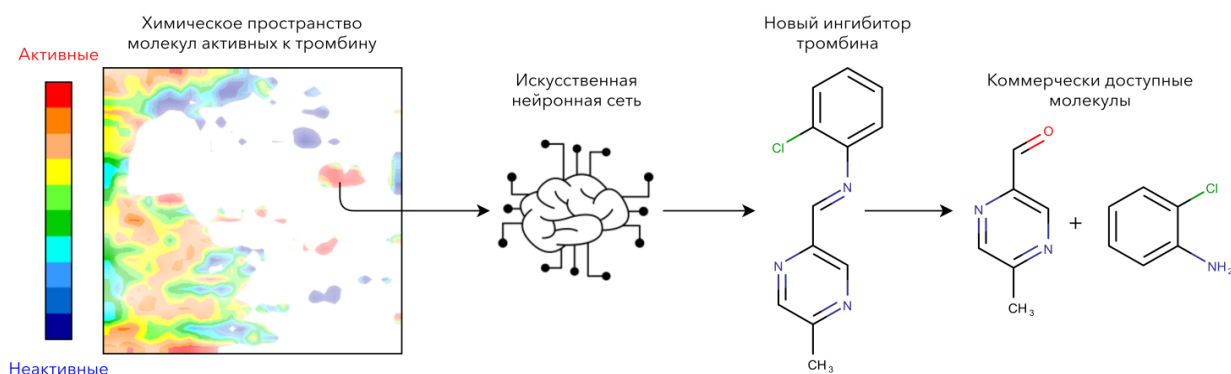 Химическое пространство
молекул активных к тромбину
Активные
Неактивные
Искусственная
нейронная сеть
Новый ингибитор
тромбина
Cl
N
N
N
CH₃
Коммерчески доступные
молекулы
O
N
N
CH₃
+
Cl
NH₂